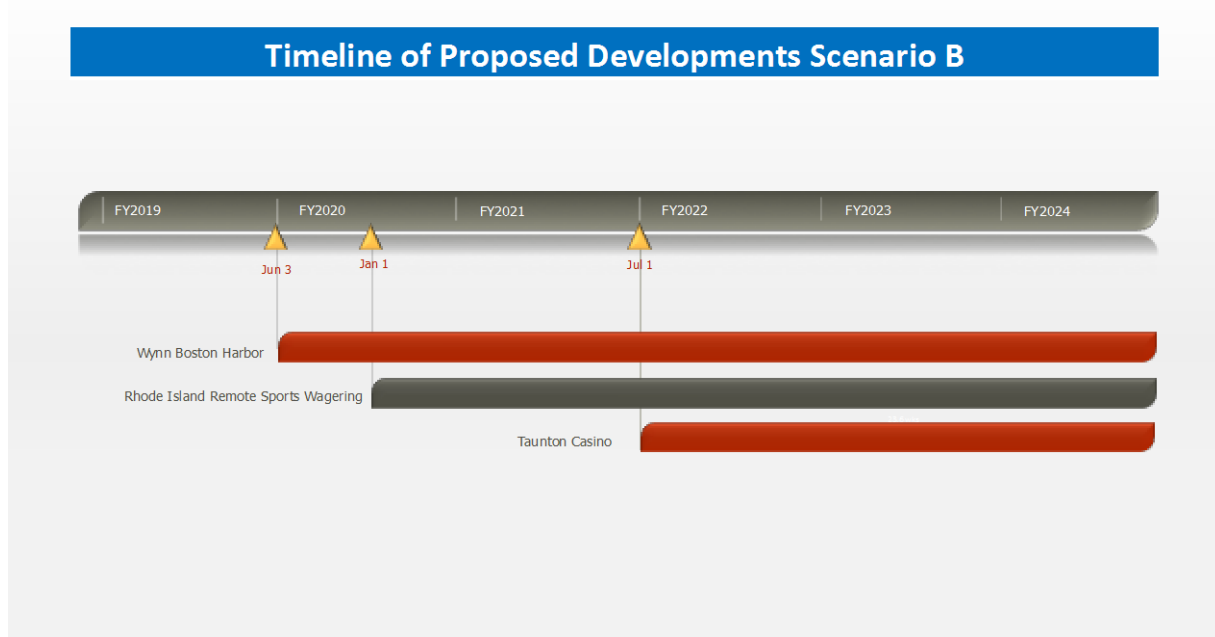 Timeline of Proposed Developments Scenario B
FY2019 FY2020 FY2021 FY2022 FY2023 FY2024
Jun 3 Jan 1 Jul 1
Wynn Boston Harbor
Rhode Island Remote Sports Wagering
Taunton Casino